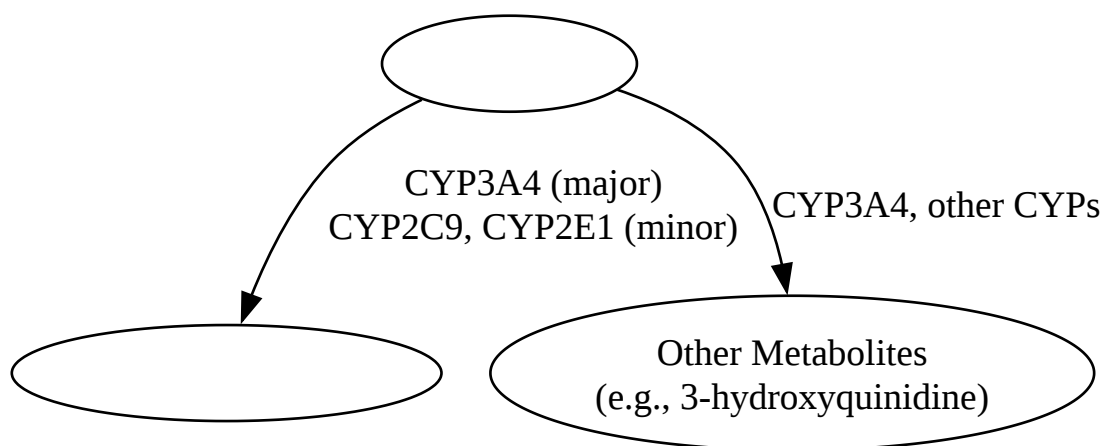 CYP3A4 (major)
CYP2C9, CYP2E1 (minor)
CYP3A4, other CYPs
Other Metabolites
(e.g., 3-hydroxyquinidine)